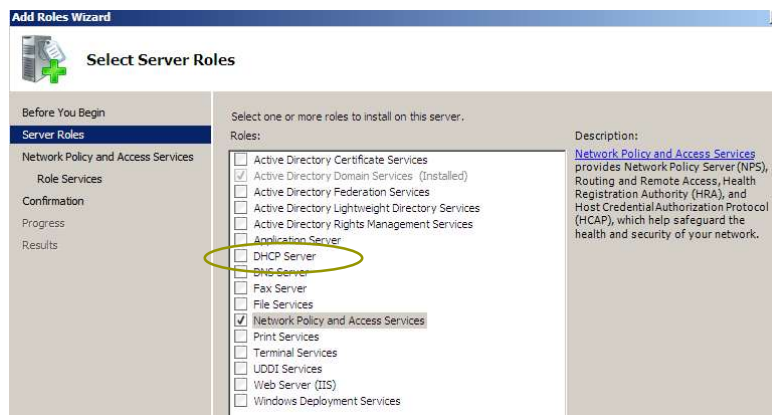 Add Roles Wizard
Select Server Roles
Before You Begin
Server Roles
Network Policy and Access Services
Role Services
Confirmation
Progress
Results
Select one or more roles to install on this server.
Roles:
Active Directory Certificate Services
Active Directory Domain Services (Installed)
Active Directory Federation Services
Active Directory Lightweight Directory Services
Active Directory Rights Management Services
Application Server
DHCP Server
DNS Server
Fax Server
File Services
Network Policy and Access Services
Print Services
Terminal Services
UDDI Services
Web Server (IIS)
Windows Deployment Services
Description:
Network Policy and Access Services
provides Network Policy Server (NPS),
Routing and Remote Access, Health
Registration Authority (HRA), and
Host Credential Authorization Protocol
(HCAP), which help safeguard the
health and security of your network.